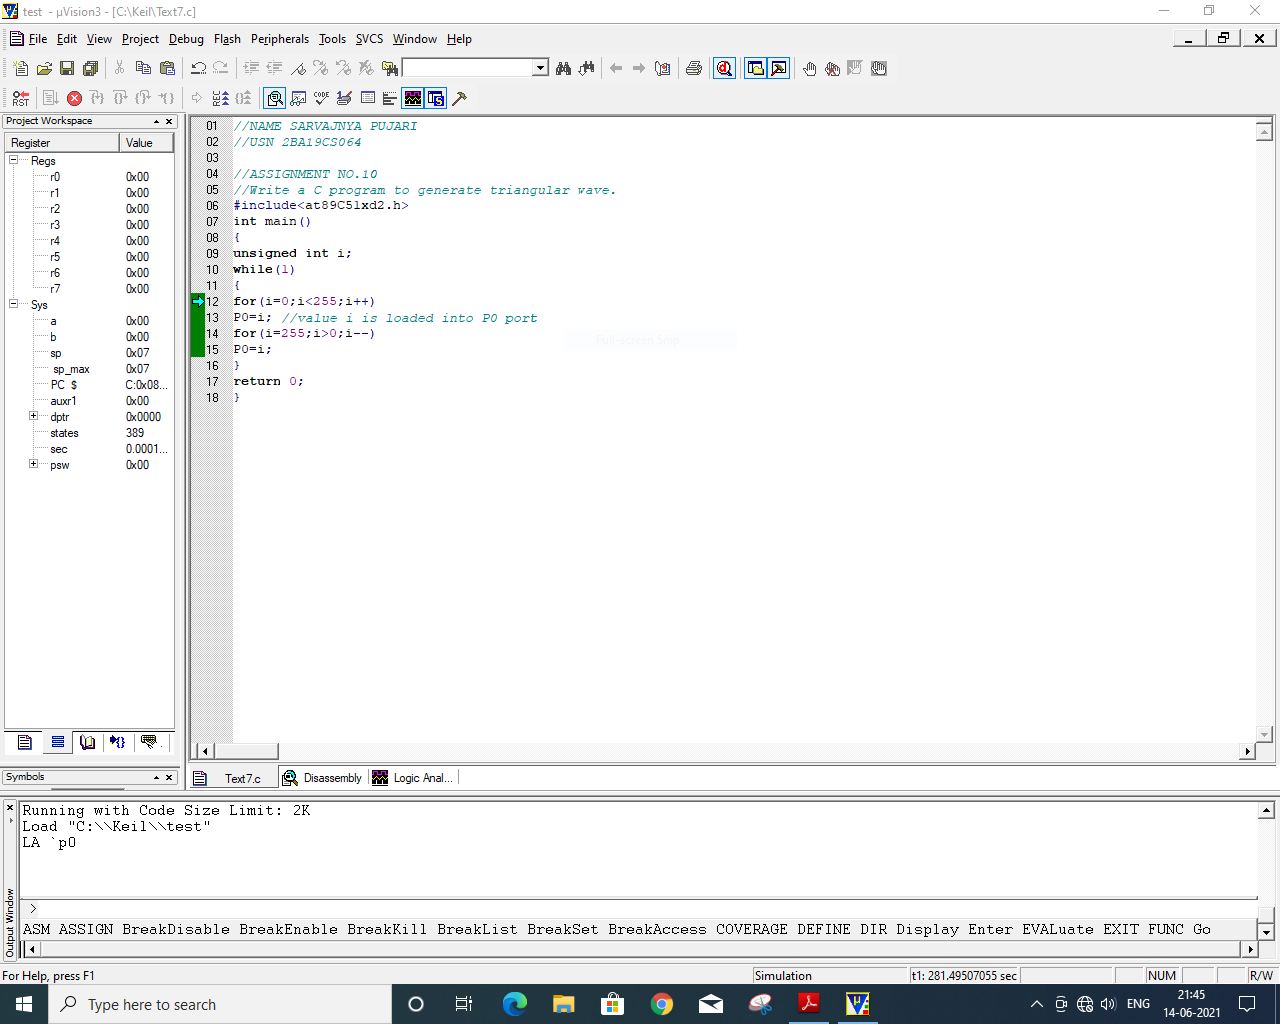 test - µVision3 - [C:\Keil\Text7.c]
File Edit View Project Debug Flash Peripherals Tools SVCS Window Help
RST
CODE
Project Workspace
Register Value
Regs
r0 0x00
r1 0x00
r2 0x00
r3 0x00
r4 0x00
r5 0x00
r6 0x00
r7 0x00
Sys
a 0x00
b 0x00
sp 0x07
sp_max 0x07
PC $ C:0x08...
auxr1 0x00
dptr 0x0000
states 389
sec 0.0001...
psw 0x00
Symbols
01 //NAME SARVAJNYA PUJARI
02 //USN 2BA19CS064
03
04 //ASSIGNMENT NO.10
05 //Write a C program to generate triangular wave.
06 #include<at89C51xd2.h>
07 int main()
08 {
09 unsigned int i;
10 while(1)
11 {
12 for(i=0;i<255;i++)
13 P0=i; //value i is loaded into P0 port
14 for(i=255;i>0;i--)
15 P0=i;
16 }
17 return 0;
18 }
Full-screen Snip
Text7.c Disassembly Logic Anal...
Output Window
Running with Code Size Limit: 2K
Load "C:\\Keil\\test"
LA `p0
>
ASM ASSIGN BreakDisable BreakEnable BreakKill BreakList BreakSet BreakAccess COVERAGE DEFINE DIR Display Enter EVALuate EXIT FUNC Go
For Help, press F1 Simulation t1: 281.49507055 sec NUM R/W
Type here to search
ENG
21:45
14-06-2021